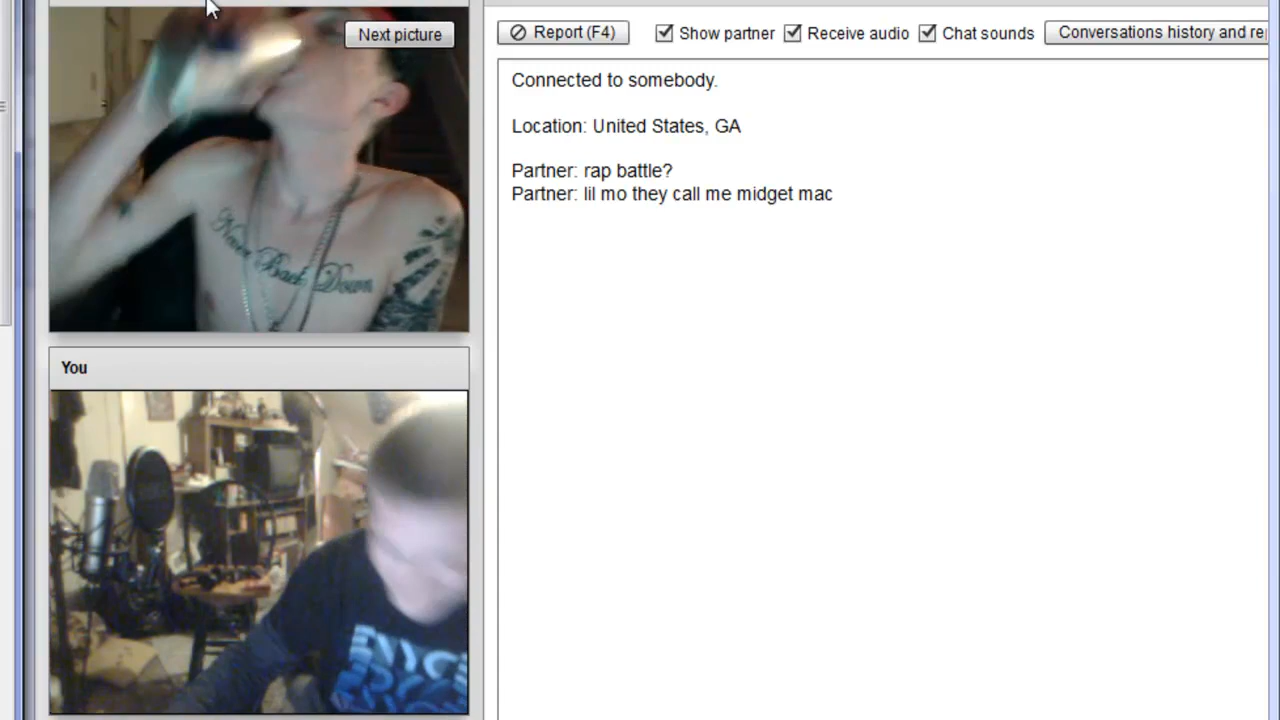 Next picture
Report (F4)
Show partner
Receive audio
Chat sounds
Conversations history and re
Connected to somebody.
Location: United States, GA
Partner: rap battle?
Partner: lil mo they call me midget mac
Never Back Down
You